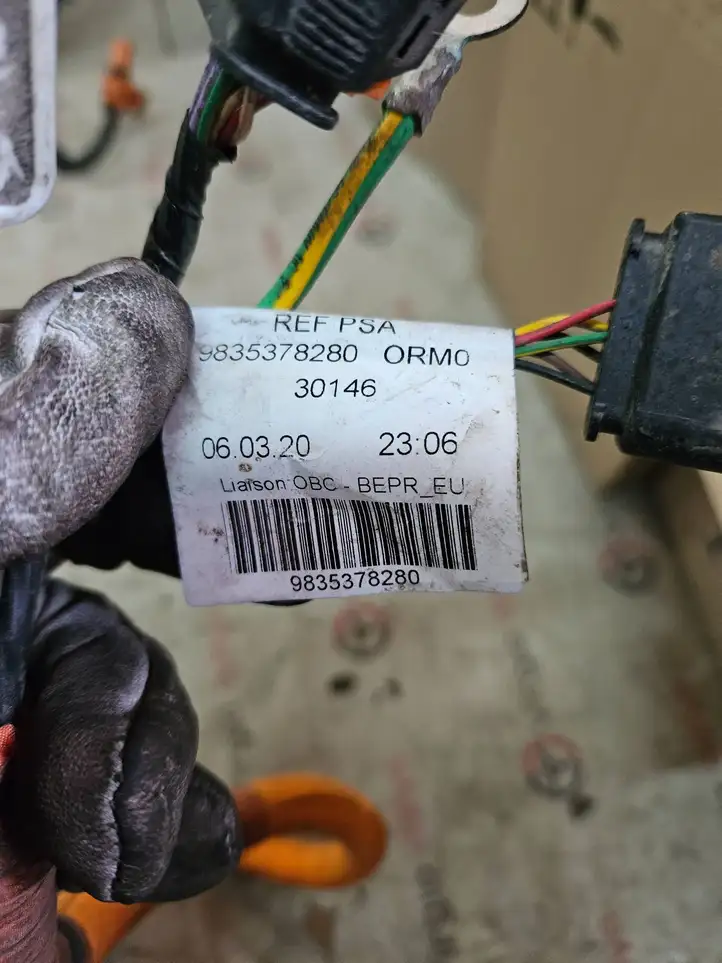 REF PSA
9835378280 ORM0
30146
06.03.20 23:06
Liaison:OBC - BEPR_EU
9835378280